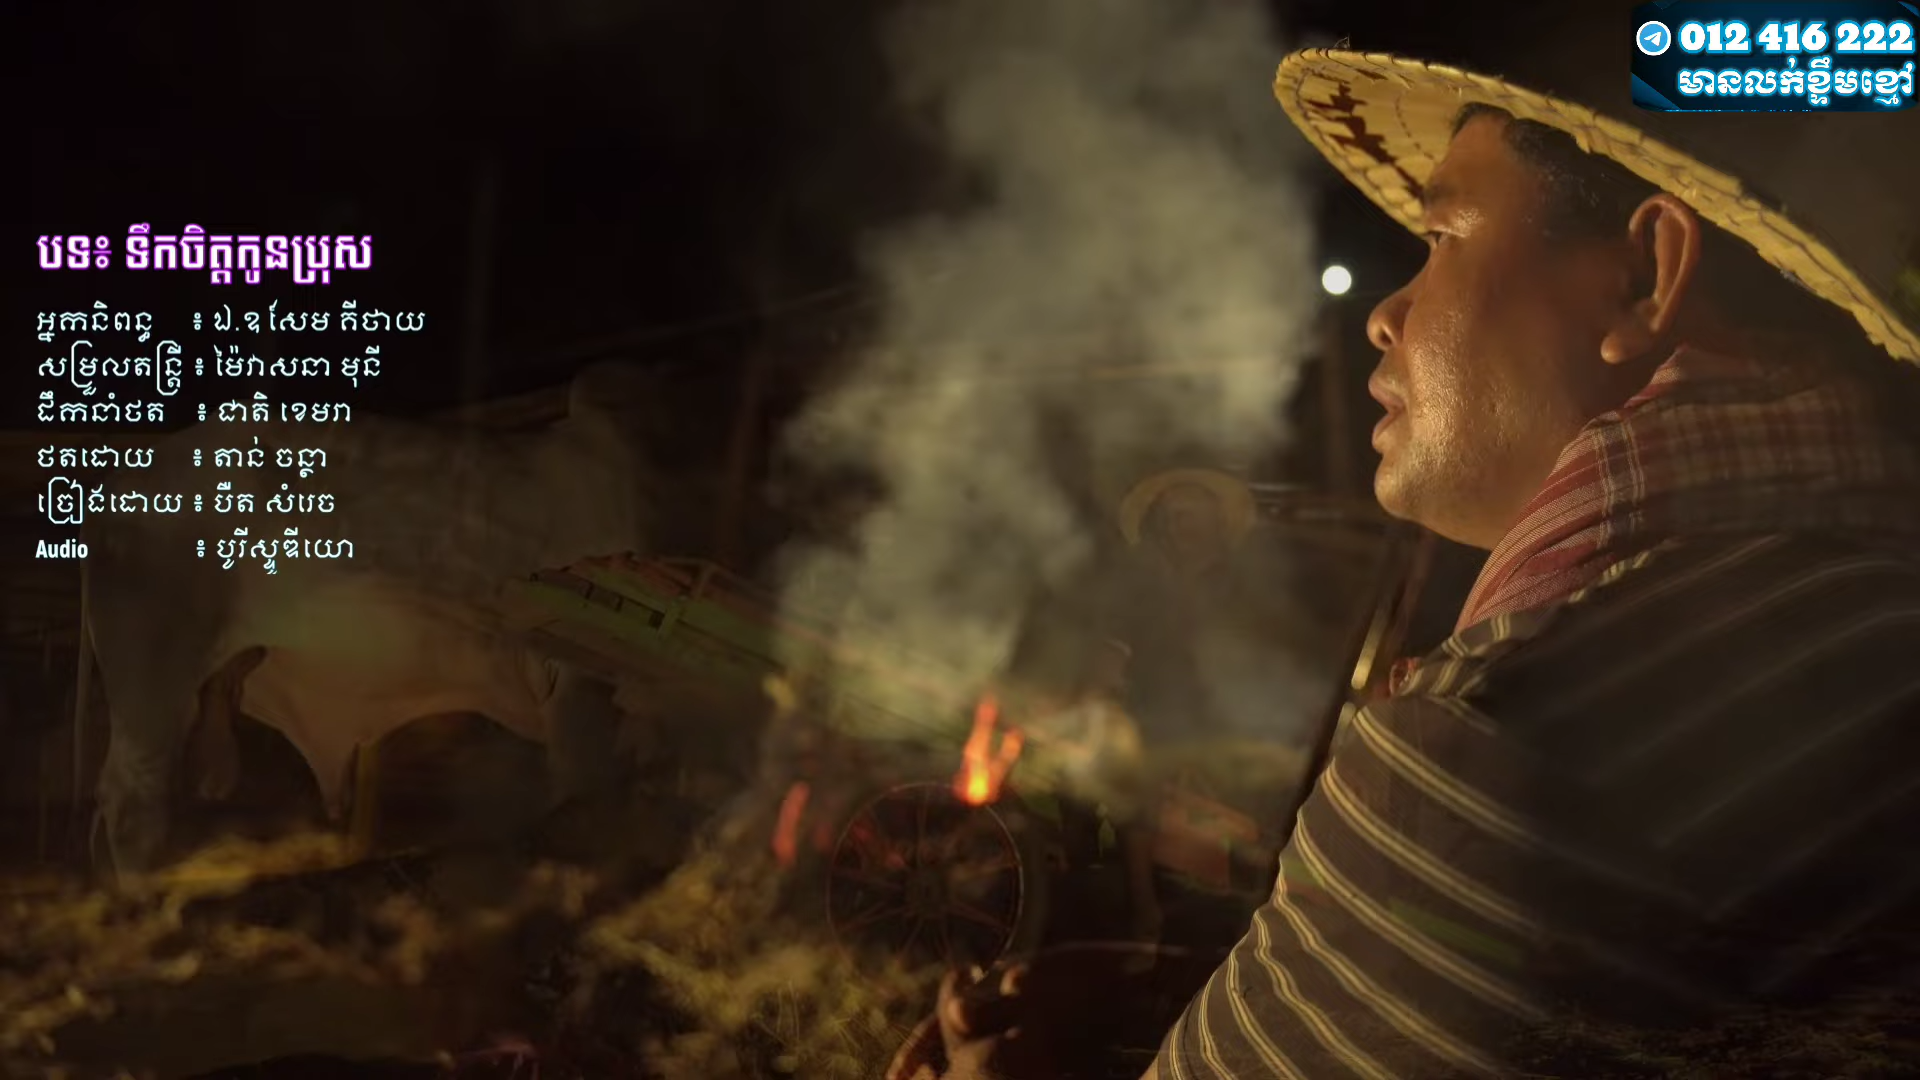 012 416 222
មានលក់ខ្ទឹមខ្មៅ
បទ៖ ទឹកចិត្តកូនប្រុស
អ្នកនិពន្ធ ៖ ឯ.ឧ សែម គីថាយ
សម្រួលតន្ត្រី ៖ ម៉ៃវាសនា មុនី
ដឹកនាំថត ៖ ជាតិ ខេមរា
ថតដោយ ៖ តាន់ ចន្ថា
ច្រៀងដោយ ៖ បឺត សំរេច
Audio ៖ បូរីស្ទូឌីយោ